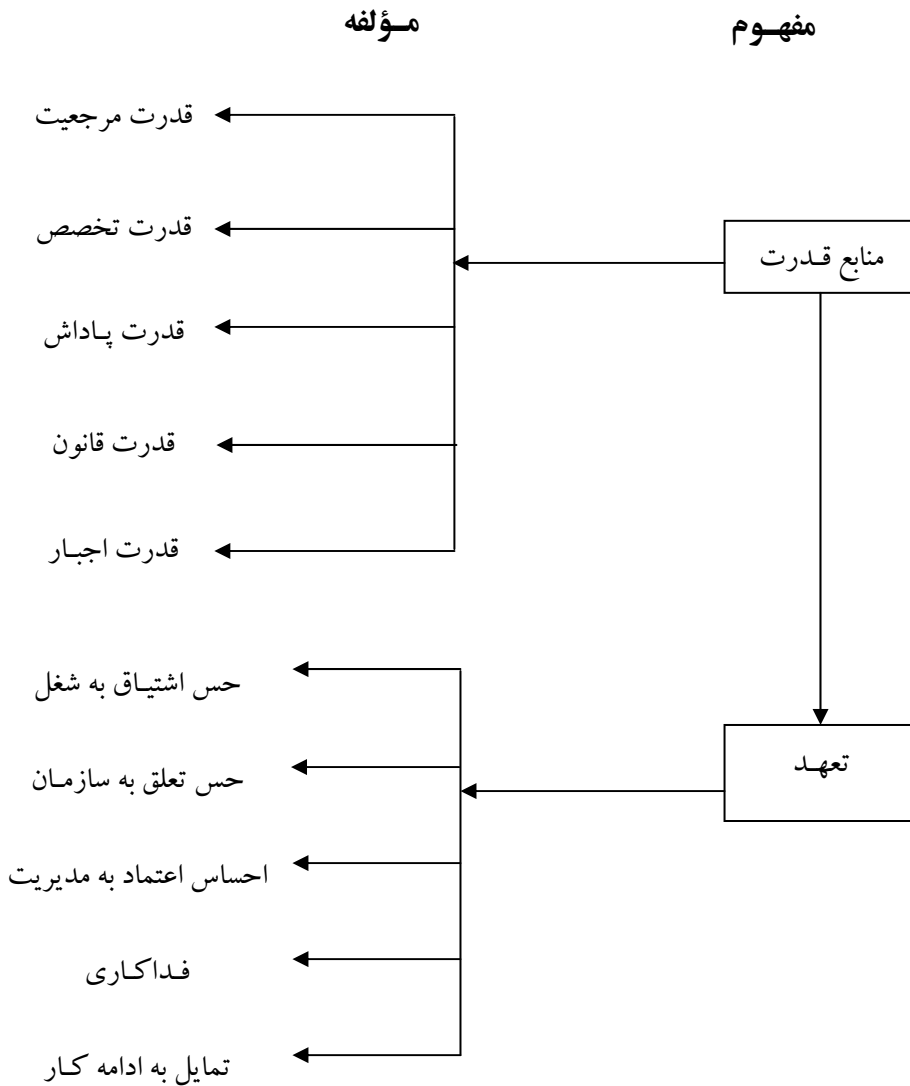 مفهـوم
مـؤلفه
منابع قـدرت
قدرت مرجعیت
قدرت تخصص
قدرت پـاداش
قدرت قانون
قدرت اجبـار
تعهـد
حس اشتیـاق به شغل
حس تعلق به سازمـان
احساس اعتماد به مدیریت
فـداکـاری
تمایل به ادامه کـار